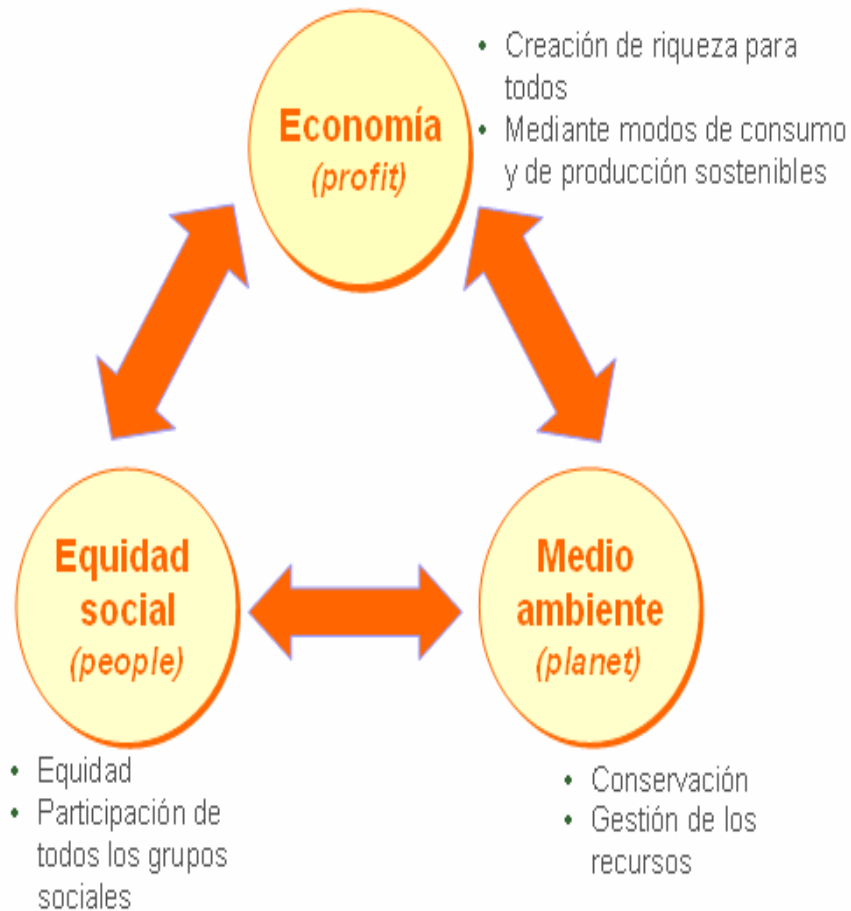 Economía
(profit)
• Creación de riqueza para
todos
• Mediante modos de consumo
y de producción sostenibles
Equidad
social
(people)
• Equidad
• Participación de
todos los grupos
sociales
Medio
ambiente
(planet)
• Conservación
• Gestión de los
recursos